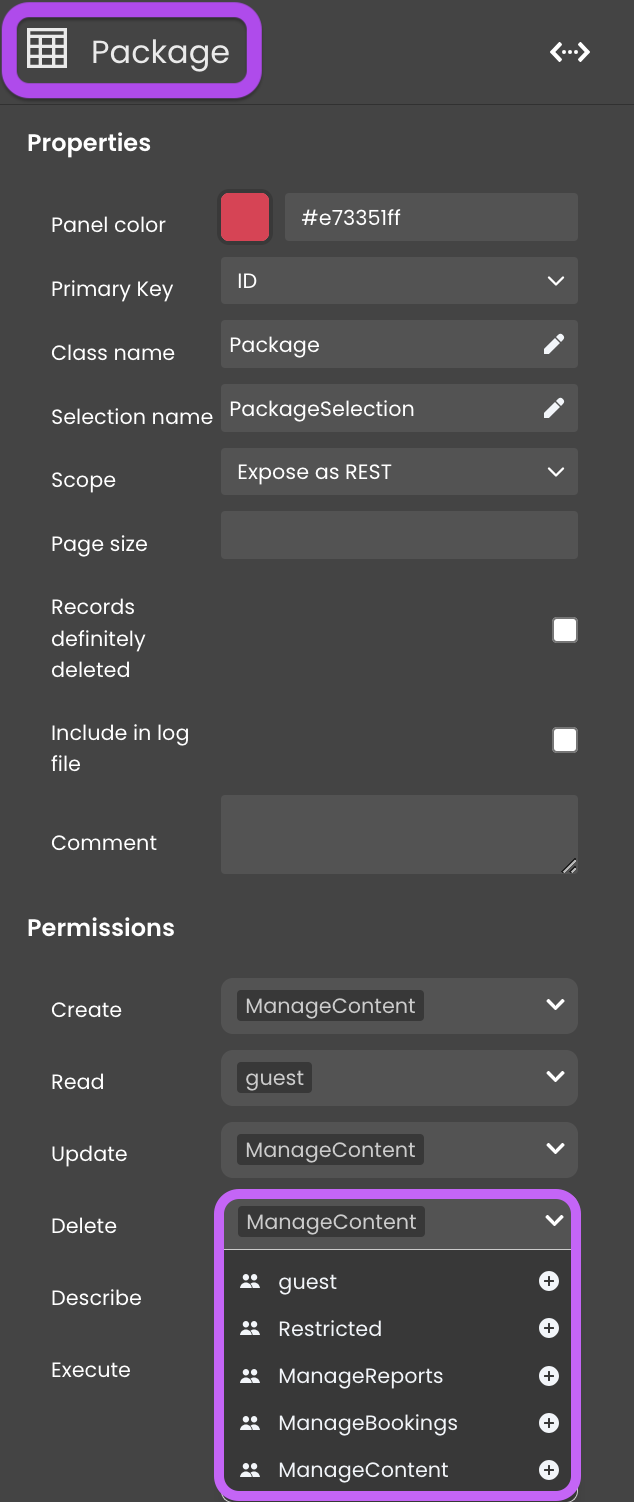 Package
Properties
Panel color
#e73351ff
Primary Key
ID
Class name
Package
Selection name
PackageSelection
Scope
Expose as REST
Page size
Records
definitely
deleted
Include in log
file
Comment
Permissions
Create
ManageContent
Read
guest
Update
ManageContent
Delete
ManageContent
guest
Describe
Restricted
Execute
ManageReports
ManageBookings
ManageContent